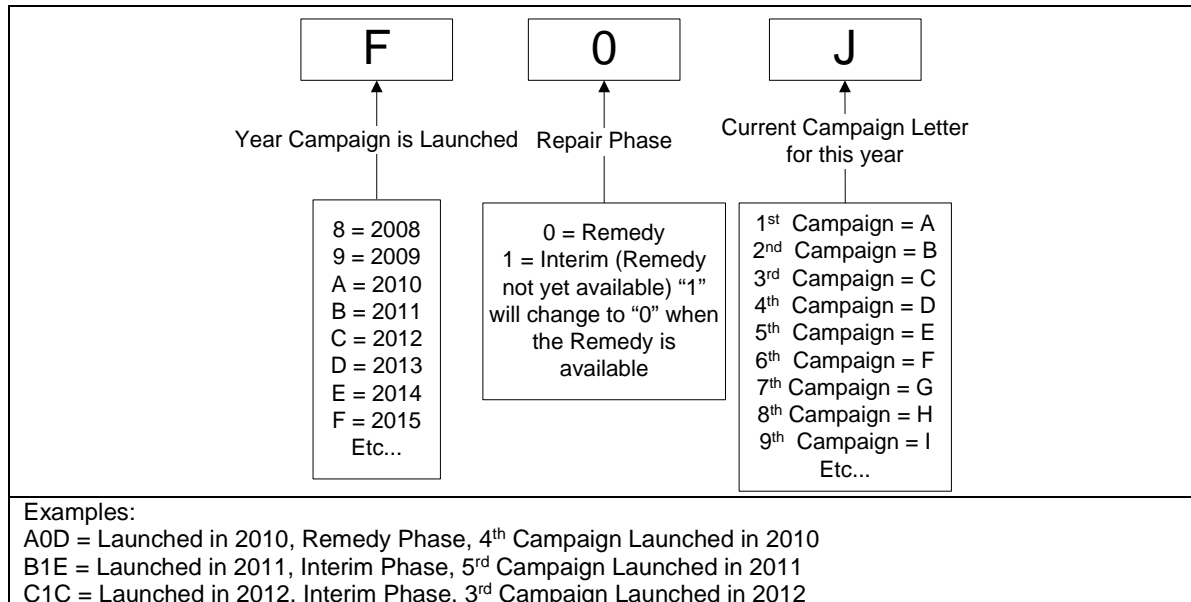 F 0 J
Year Campaign is Launched
Repair Phase
Current Campaign Letter
for this year
8 = 2008
9 = 2009
A = 2010
B = 2011
C = 2012
D = 2013
E = 2014
F = 2015
Etc...
0 = Remedy
1 = Interim (Remedy
not yet available) “1”
will change to “0” when
the Remedy is
available
1st Campaign = A
2nd Campaign = B
3rd Campaign = C
4th Campaign = D
5th Campaign = E
6th Campaign = F
7th Campaign = G
8th Campaign = H
9th Campaign = I
Etc...
Examples:
A0D = Launched in 2010, Remedy Phase, 4th Campaign Launched in 2010
B1E = Launched in 2011, Interim Phase, 5rd Campaign Launched in 2011
C1C = Launched in 2012, Interim Phase, 3rd Campaign Launched in 2012